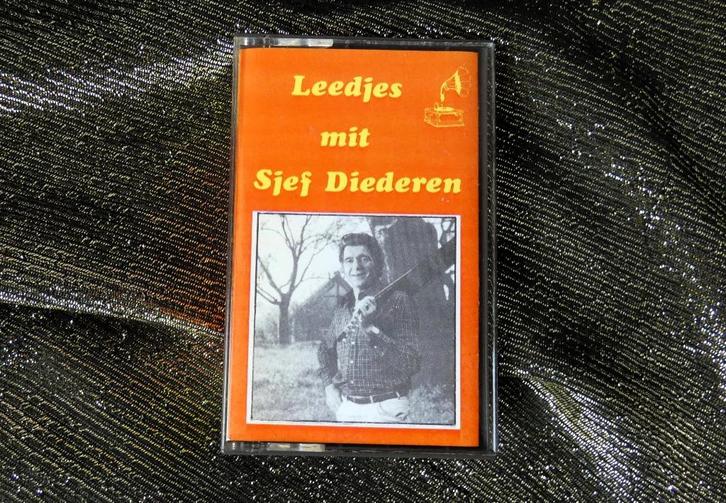 Leedjes
mit
Sjef Diederen